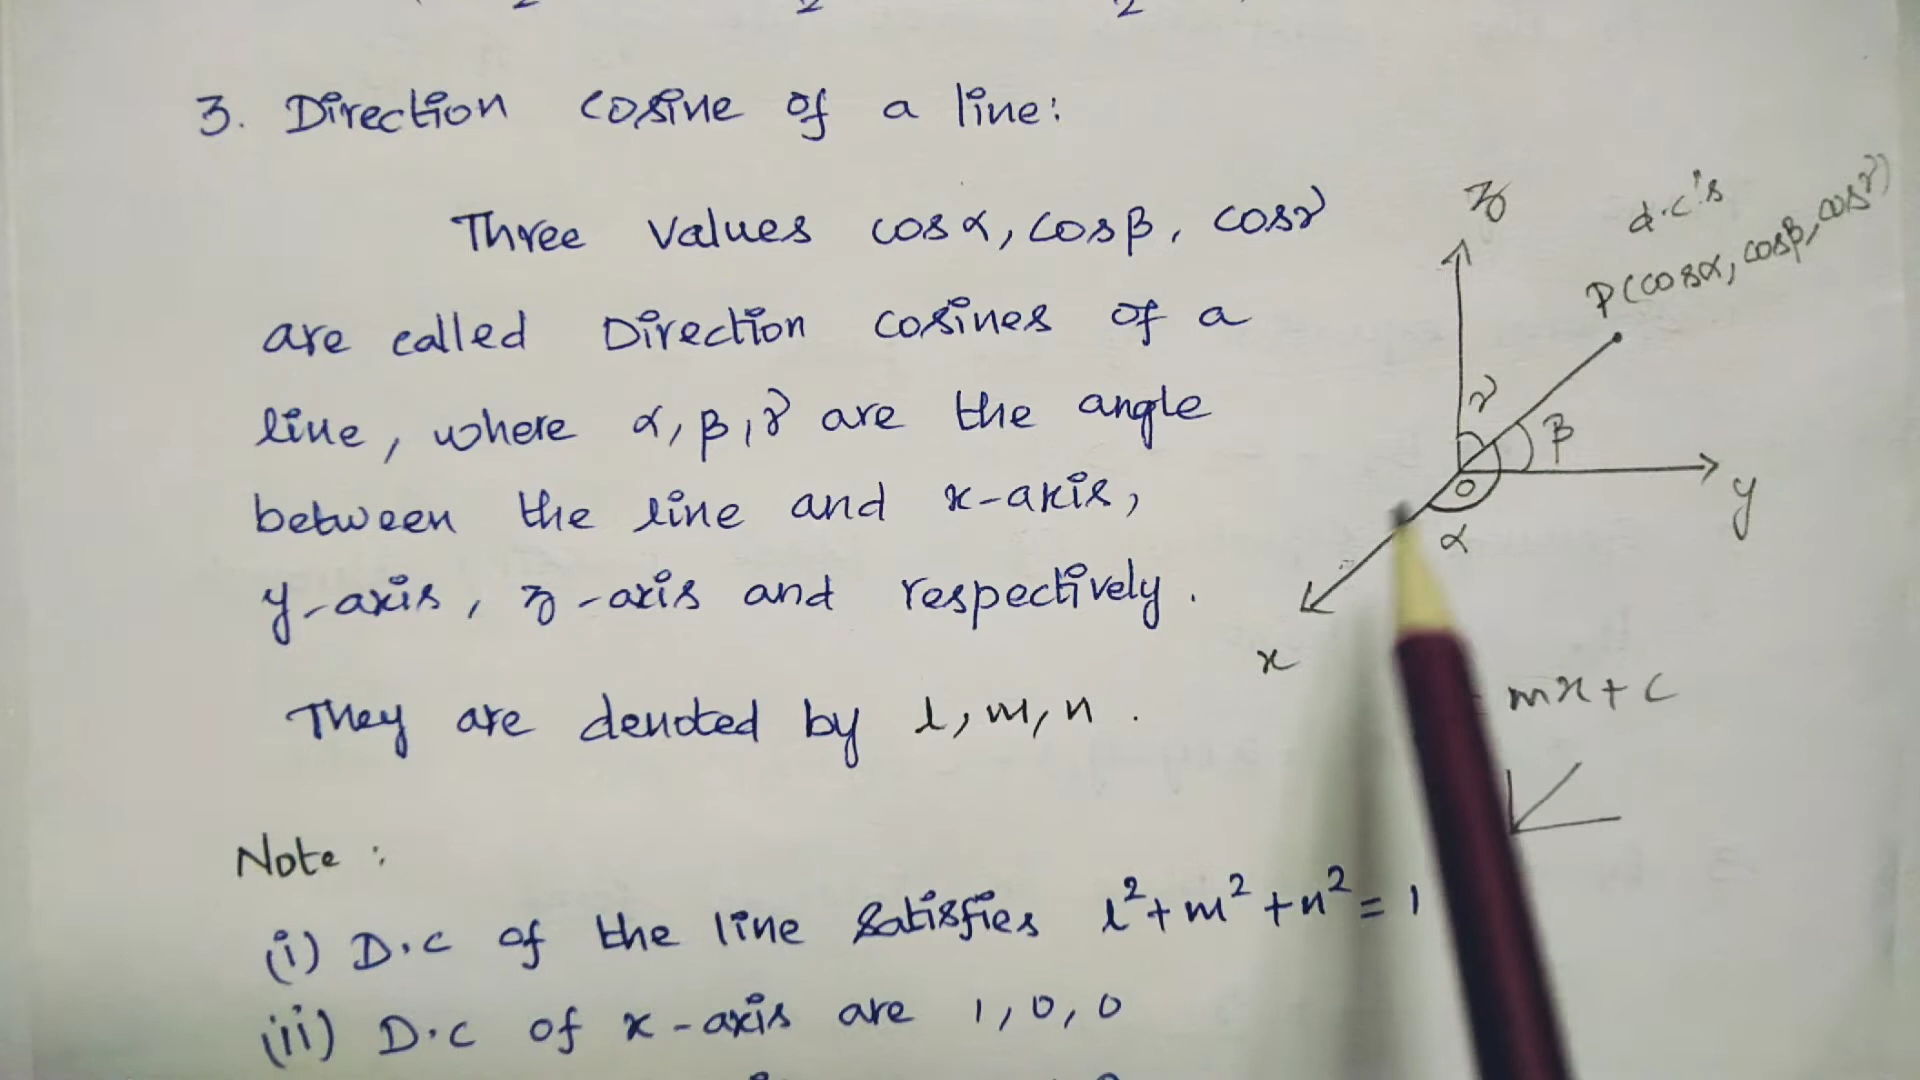 3. Direction cosine of a line:
Three values cosα, cosβ, cosγ
are called Direction cosines of a
line, where α, β, γ are the angle
between the line and x-axis,
y-axis, z-axis and respectively.
They are denoted by l, m, n.
Note:
(i) D.C of the line satisfies l²+m²+n²=1
(ii) D.C of x-axis are 1, 0, 0
z
d.c's
P(cosα, cosβ, cosγ)
γ
β
O
y
α
x
mx+c